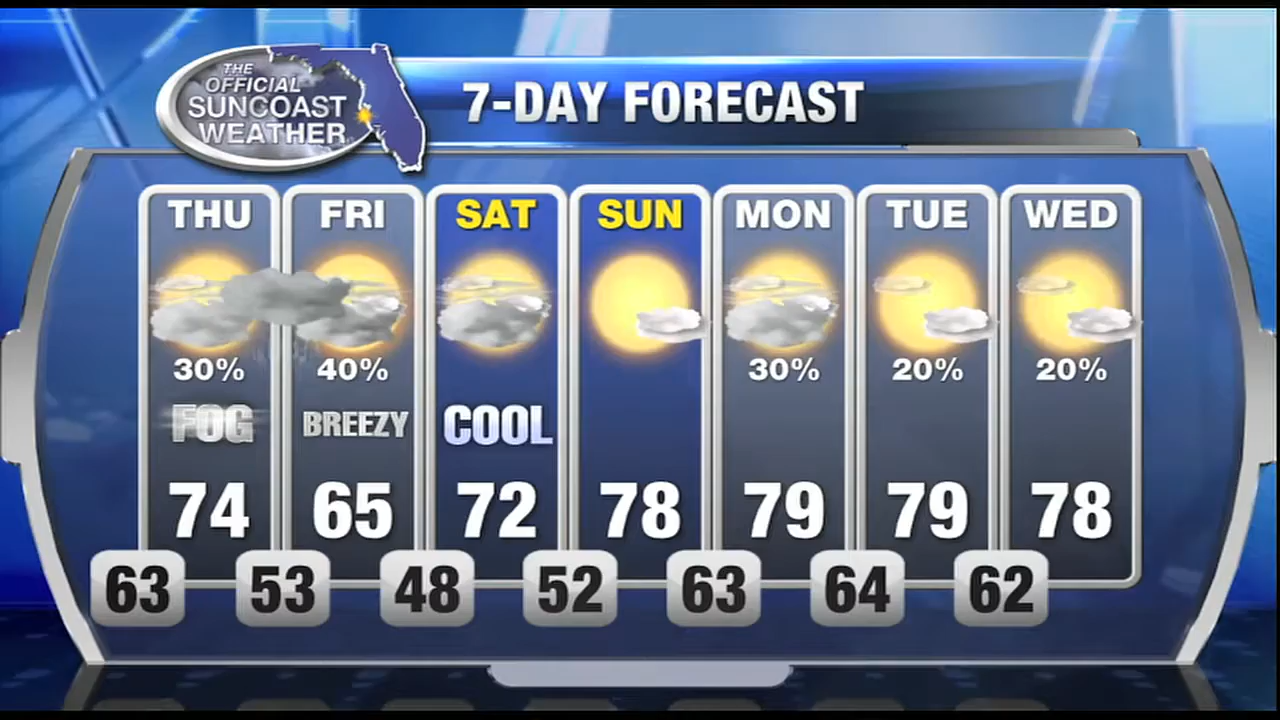 THE
OFFICIAL
SUNCOAST
WEATHER
7-DAY FORECAST
THU FRI SAT SUN MON TUE WED
30% 40% 30% 20% 20%
FOG BREEZY COOL
74 65 72 78 79 79 78
63 53 48 52 63 64 62